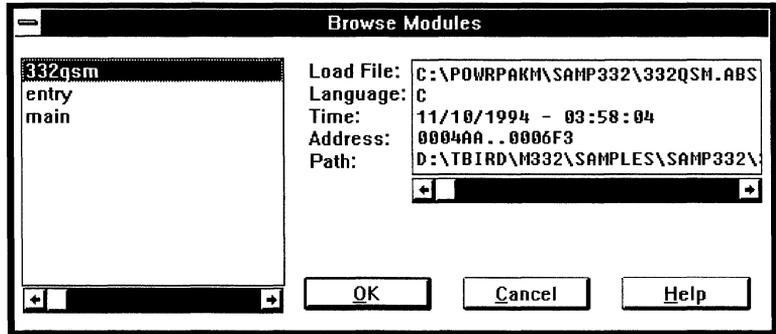 Browse Modules
332qsm
entry
main
Load File: C:\POWRPAKM\SAMP332\332QSM.ABS
Language: C
Time: 11/10/1994 - 03:58:04
Address: 0004AA..0006F3
Path: D:\TBIRD\M332\SAMPLES\SAMP332\
OK Cancel Help